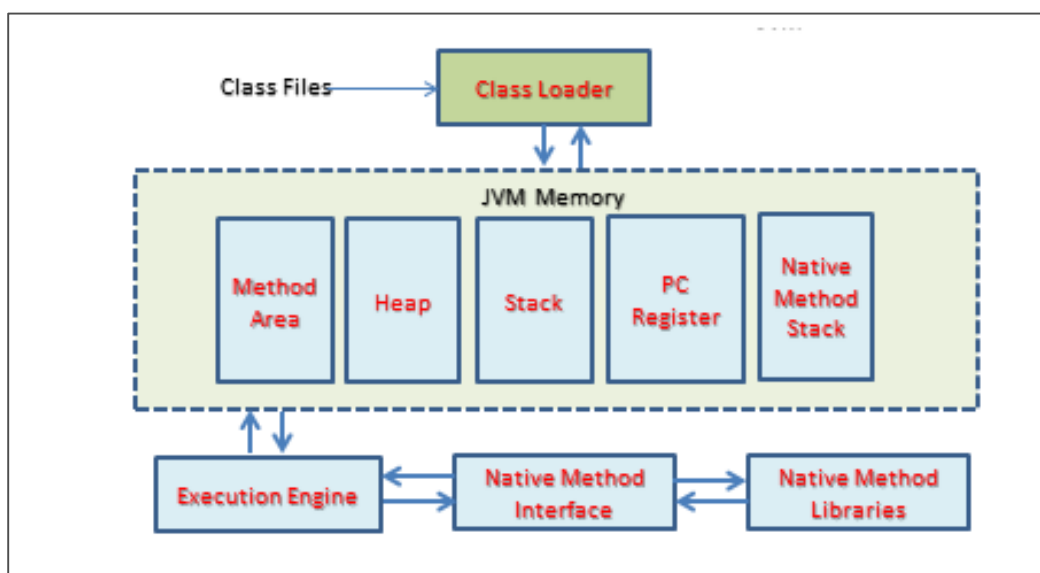 Class Files
Class Loader
JVM Memory
Method
Area
Heap
Stack
PC
Register
Native
Method
Stack
Execution Engine
Native Method
Interface
Native Method
Libraries